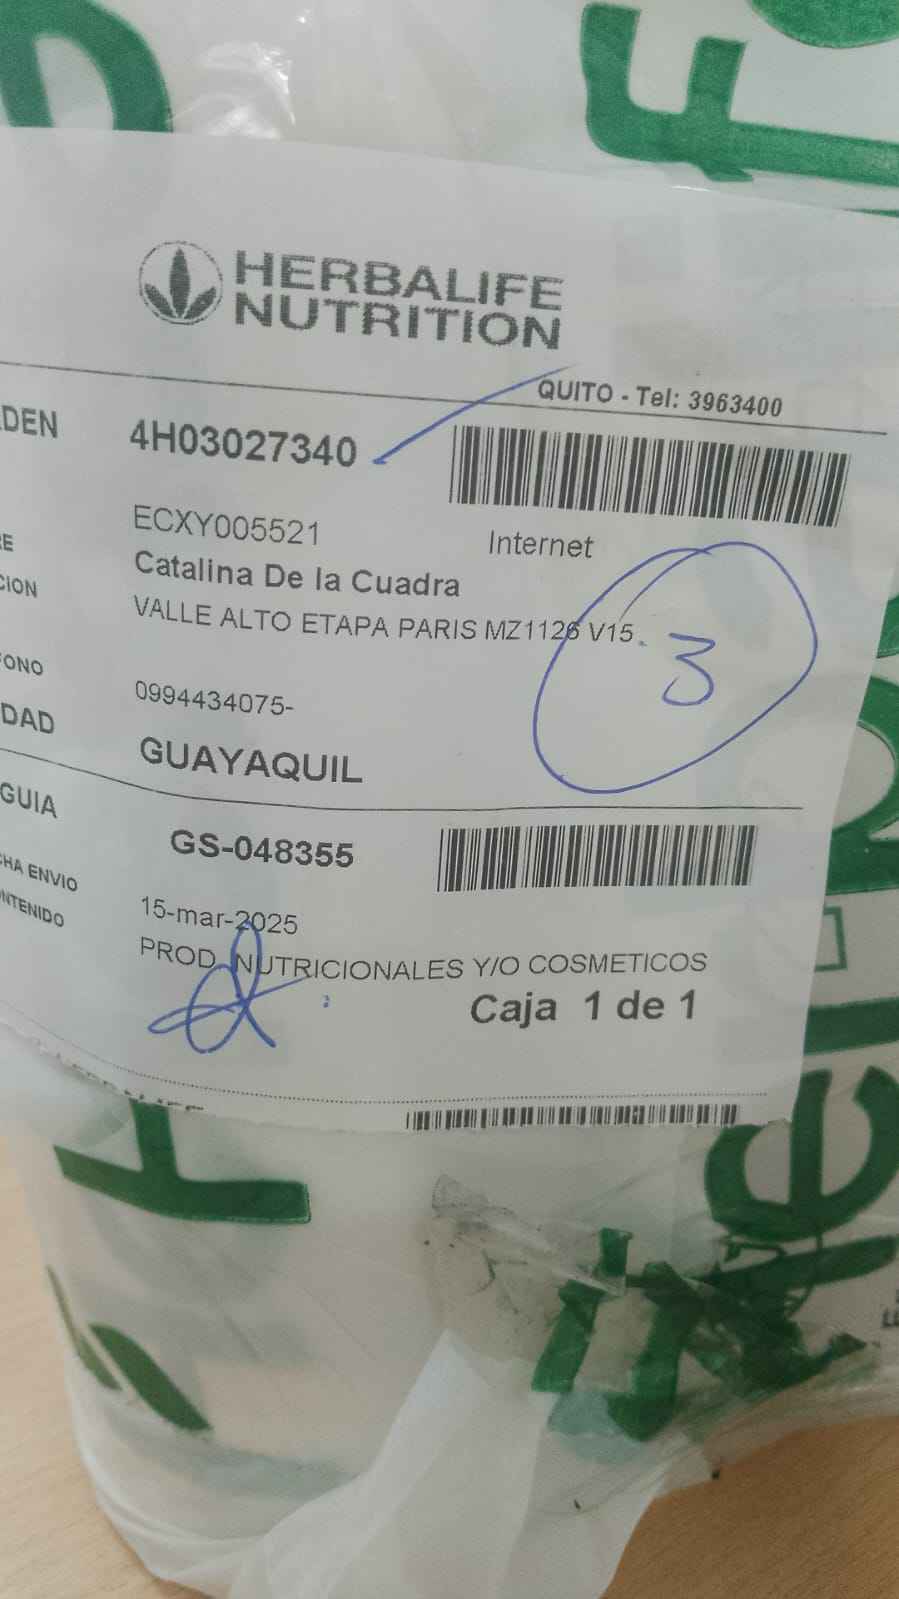 HERBALIFE
NUTRITION
QUITO - Tel: 3963400
DEN 4H03027340
ECXY005521 Internet
RE Catalina De la Cuadra
CION VALLE ALTO ETAPA PARIS MZ1126 V15
3
FONO 0994434075-
DAD GUAYAQUIL
GUIA GS-048355
CHA ENVIO 15-mar-2025
NTENIDO PROD. NUTRICIONALES Y/O COSMETICOS
Caja 1 de 1